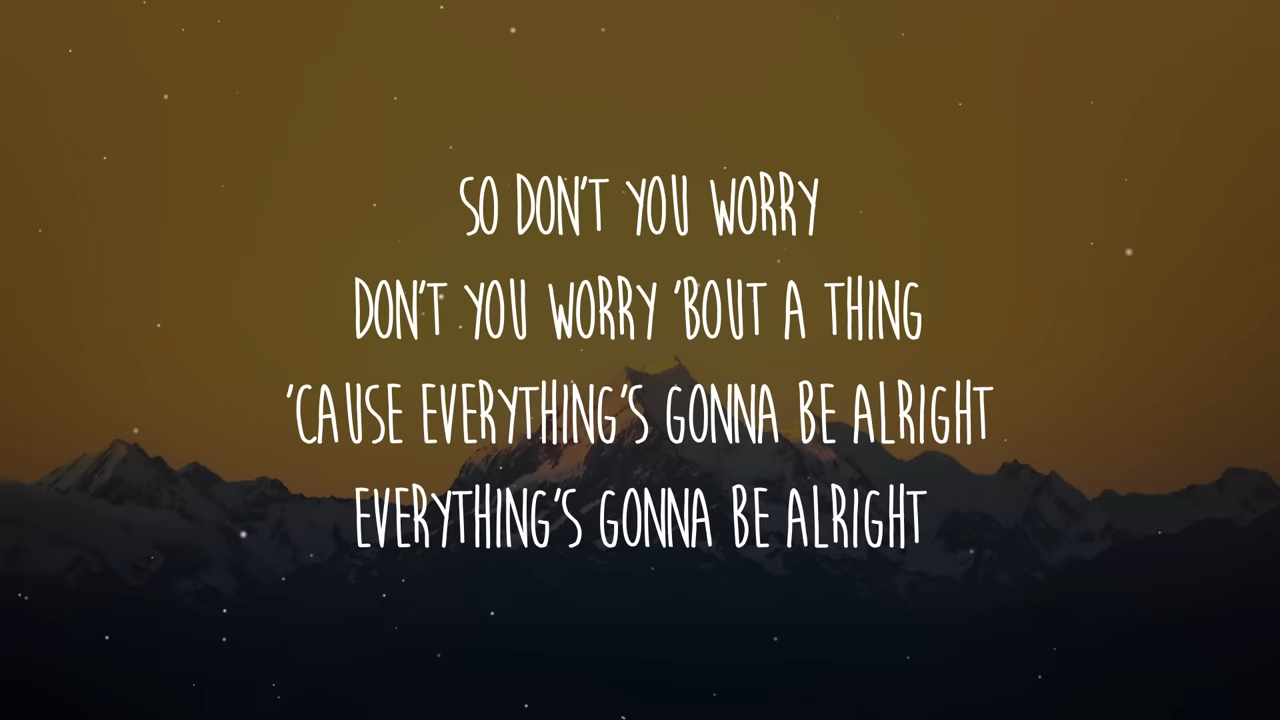 SO DON'T YOU WORRY
DON'T YOU WORRY 'BOUT A THING
'CAUSE EVERYTHING'S GONNA BE ALRIGHT
EVERYTHING'S GONNA BE ALRIGHT